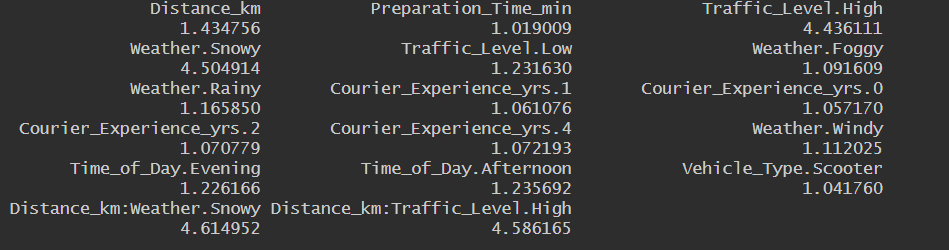 Distance_km Preparation_Time_min Traffic_Level.High
1.434756 1.019009 4.436111
Weather.Snowy Traffic_Level.Low Weather.Foggy
4.504914 1.231630 1.091609
Weather.Rainy Courier_Experience_yrs.1 Courier_Experience_yrs.0
1.165850 1.061076 1.057170
Courier_Experience_yrs.2 Courier_Experience_yrs.4 Weather.Windy
1.070779 1.072193 1.112025
Time_of_Day.Evening Time_of_Day.Afternoon Vehicle_Type.Scooter
1.226166 1.235692 1.041760
Distance_km:Weather.Snowy Distance_km:Traffic_Level.High
4.614952 4.586165